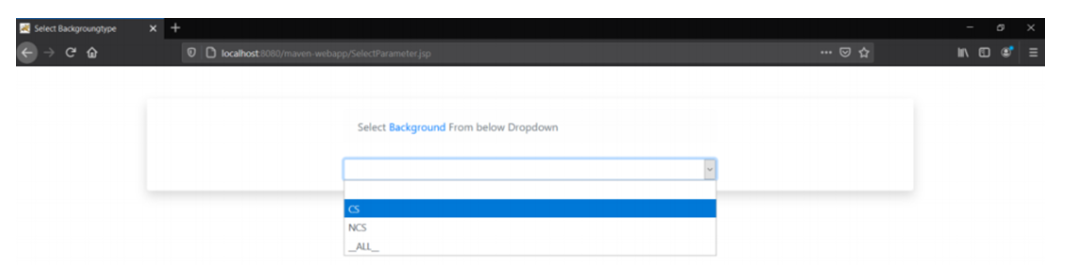 Select Backgroungtype
localhost:8080/maven-webapp/SelectParameter.jsp
Select Background From below Dropdown
CS
NCS
__ALL__